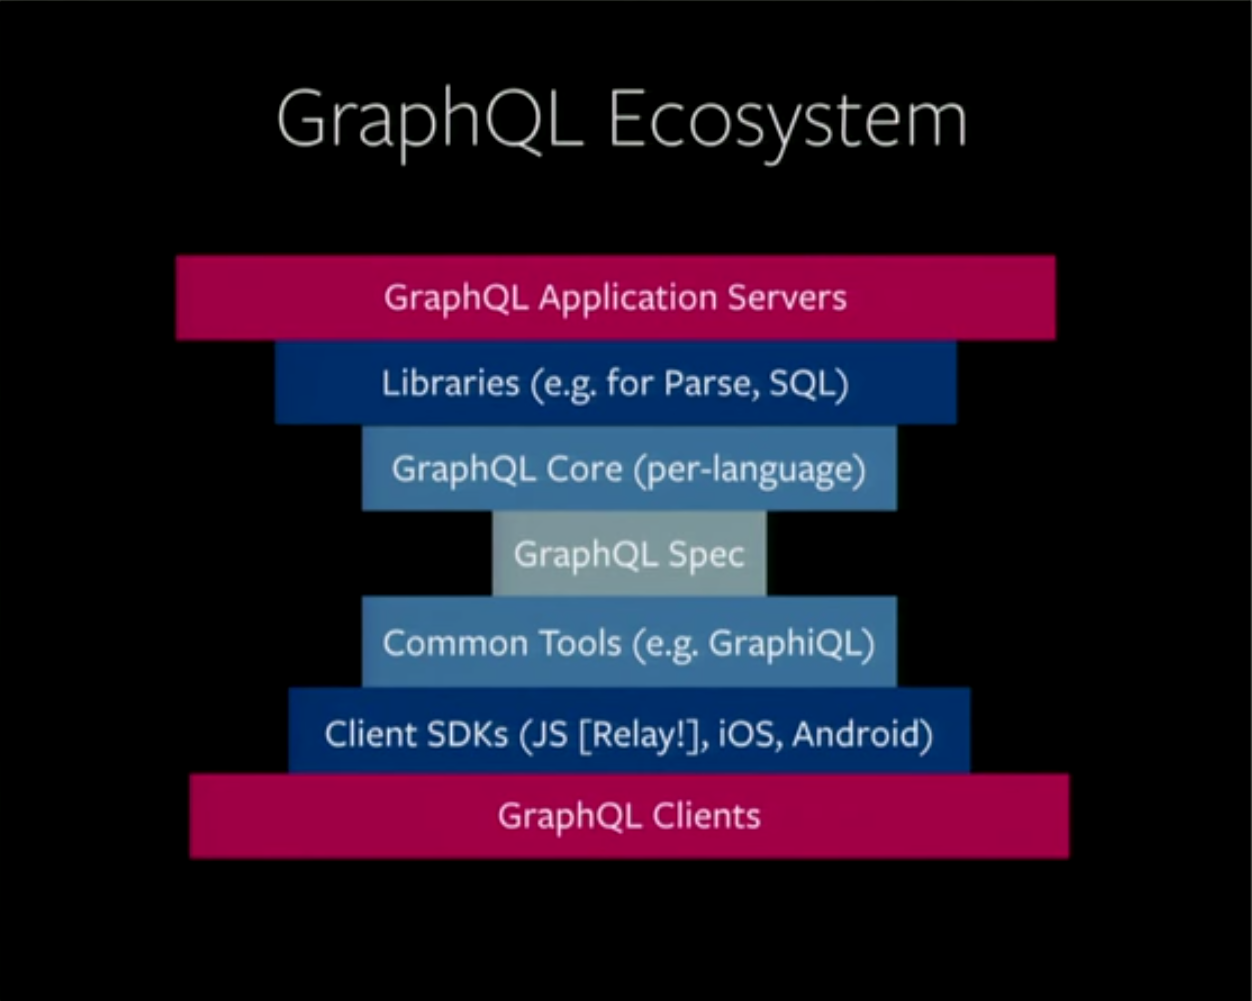 GraphQL Ecosystem
GraphQL Application Servers
Libraries (e.g. for Parse, SQL)
GraphQL Core (per-language)
GraphQL Spec
Common Tools (e.g. GraphiQL)
Client SDKs (JS [Relay!], iOS, Android)
GraphQL Clients